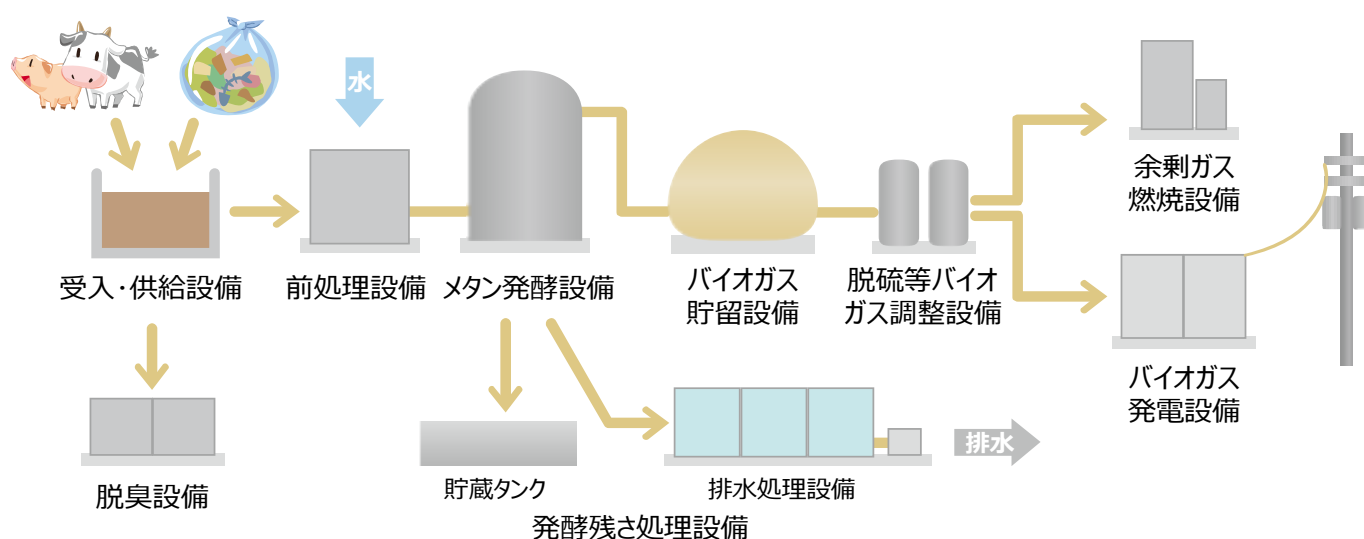 水
受入・供給設備
前処理設備
メタン発酵設備
バイオガス
貯留設備
脱硫等バイオ
ガス調整設備
余剰ガス
燃焼設備
バイオガス
発電設備
脱臭設備
貯蔵タンク
排水処理設備
排水
発酵残さ処理設備